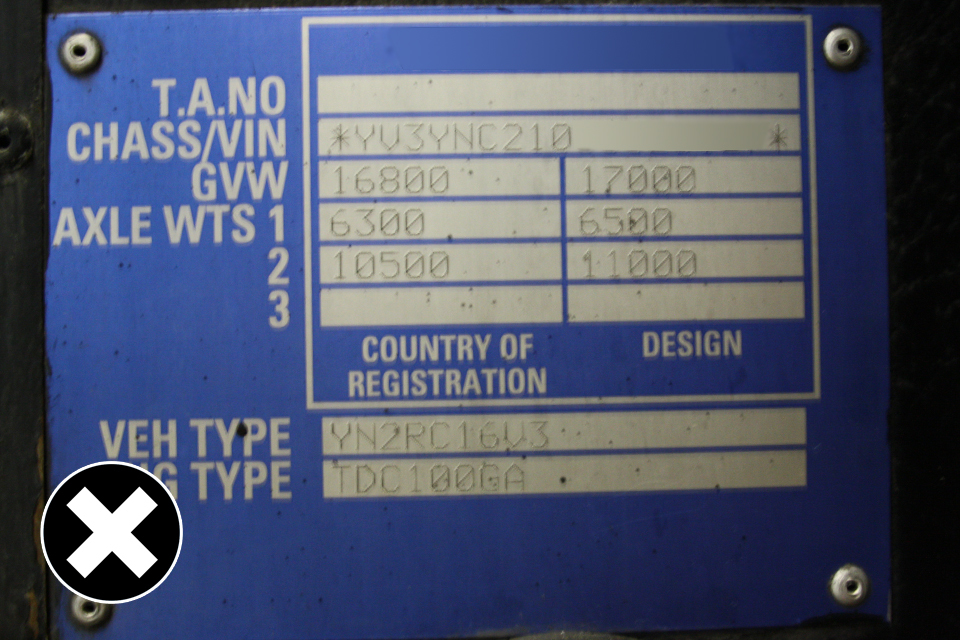 T.A.NO
CHASS/VIN *YV3YNC210 *
GVW 16800 17000
AXLE WTS 1 6300 6500
2 10500 11000
3
COUNTRY OF REGISTRATION DESIGN
VEH TYPE YN2RC16V3
TYPE TDC100GA